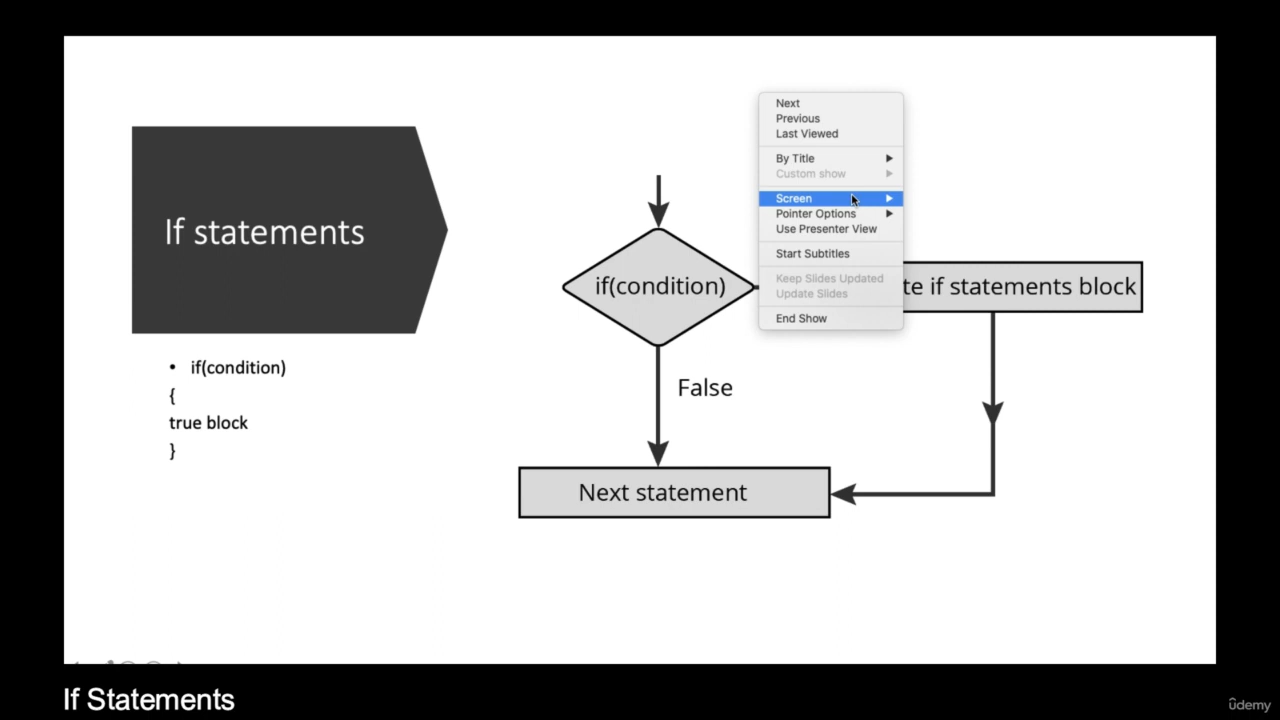 If statements
• if(condition)
{
true block
}
Next
Previous
Last Viewed
By Title
Custom show
Screen
Pointer Options
Use Presenter View
Start Subtitles
Keep Slides Updated
Update Slides
End Show
if(condition)
te if statements block
False
Next statement
If Statements
ûdemy